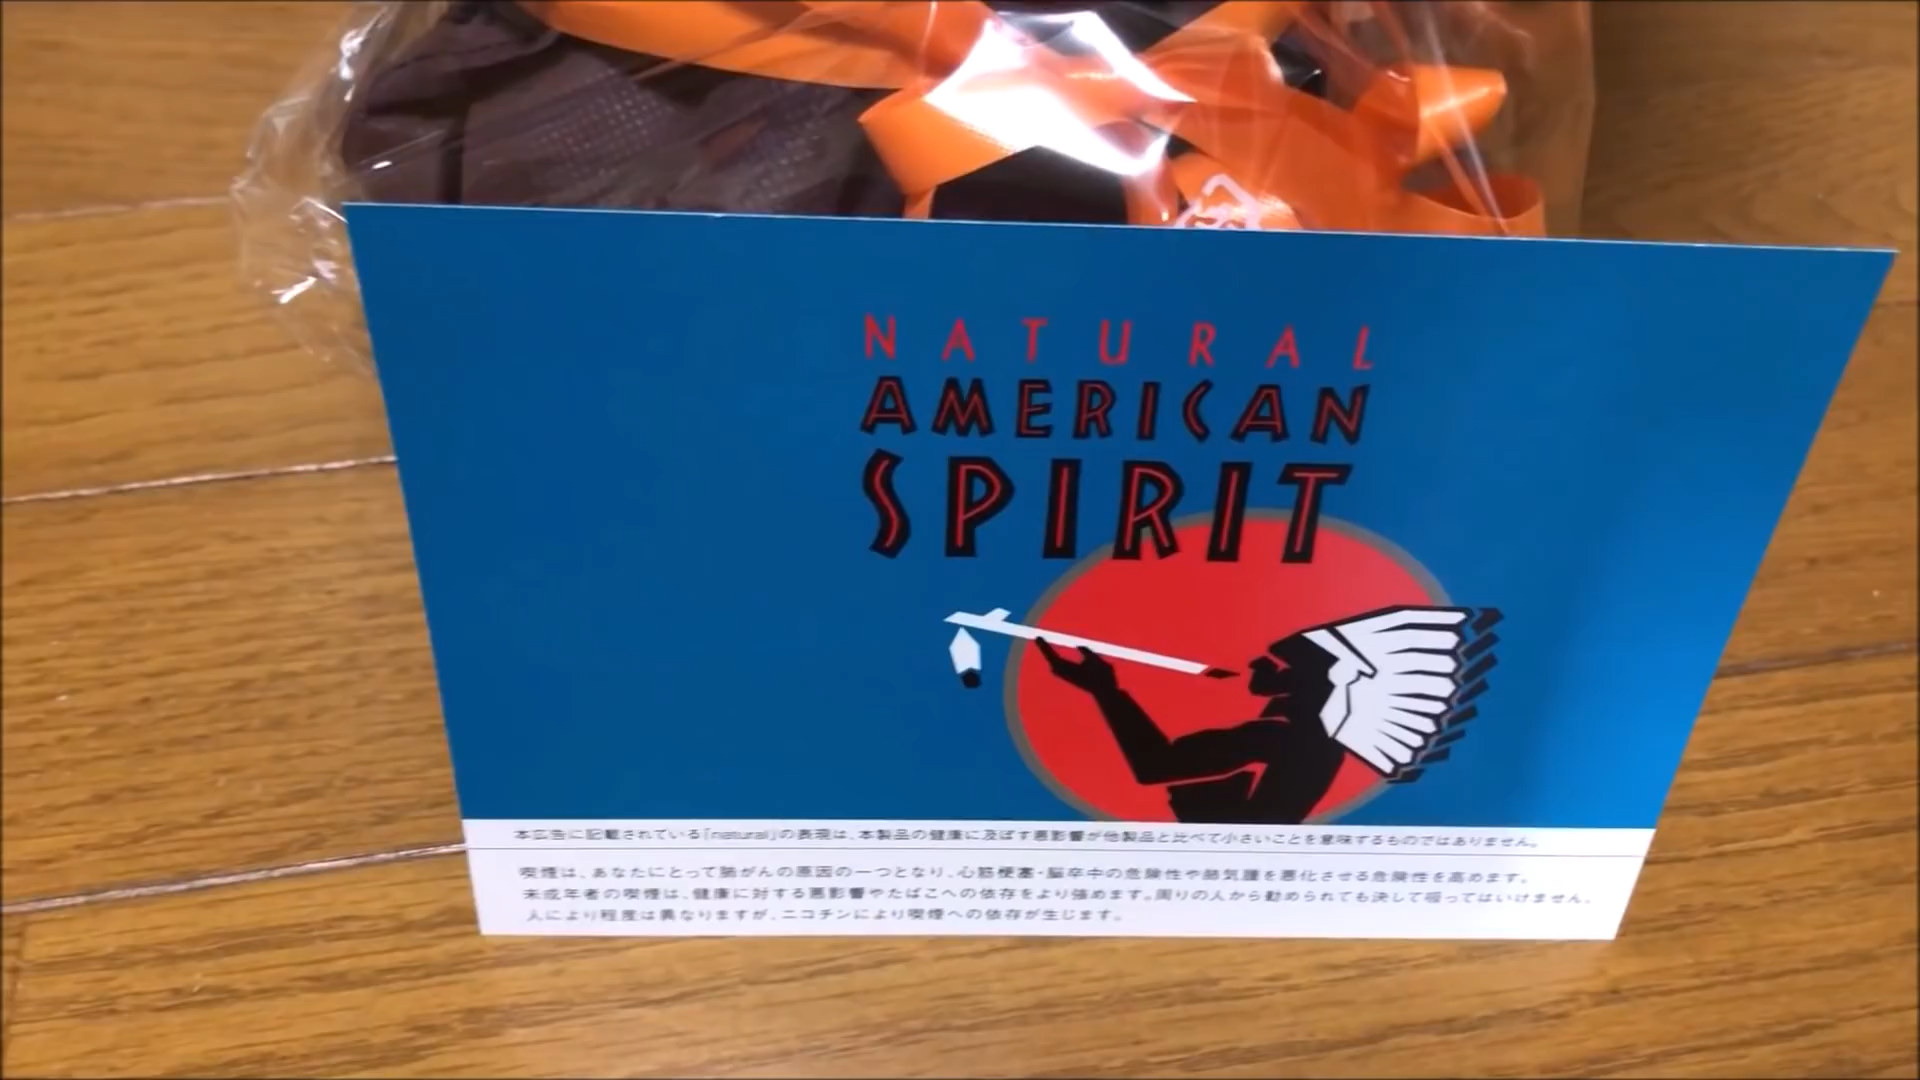 NATURAL
AMERICAN
SPIRIT
本広告に記載されている「natural」の表現は、本製品の健康に及ぼす悪影響が他製品と比べて小さいことを意味するものではありません。
喫煙は、あなたにとって肺がんの原因の一つとなり、心筋梗塞・脳卒中の危険性や肺気腫を悪化させる危険性を高めます。
未成年者の喫煙は、健康に対する悪影響やたばこへの依存をより強めます。周りの人から勧められても決して吸ってはいけません。
人により程度は異なりますが、ニコチンにより喫煙への依存が生じます。